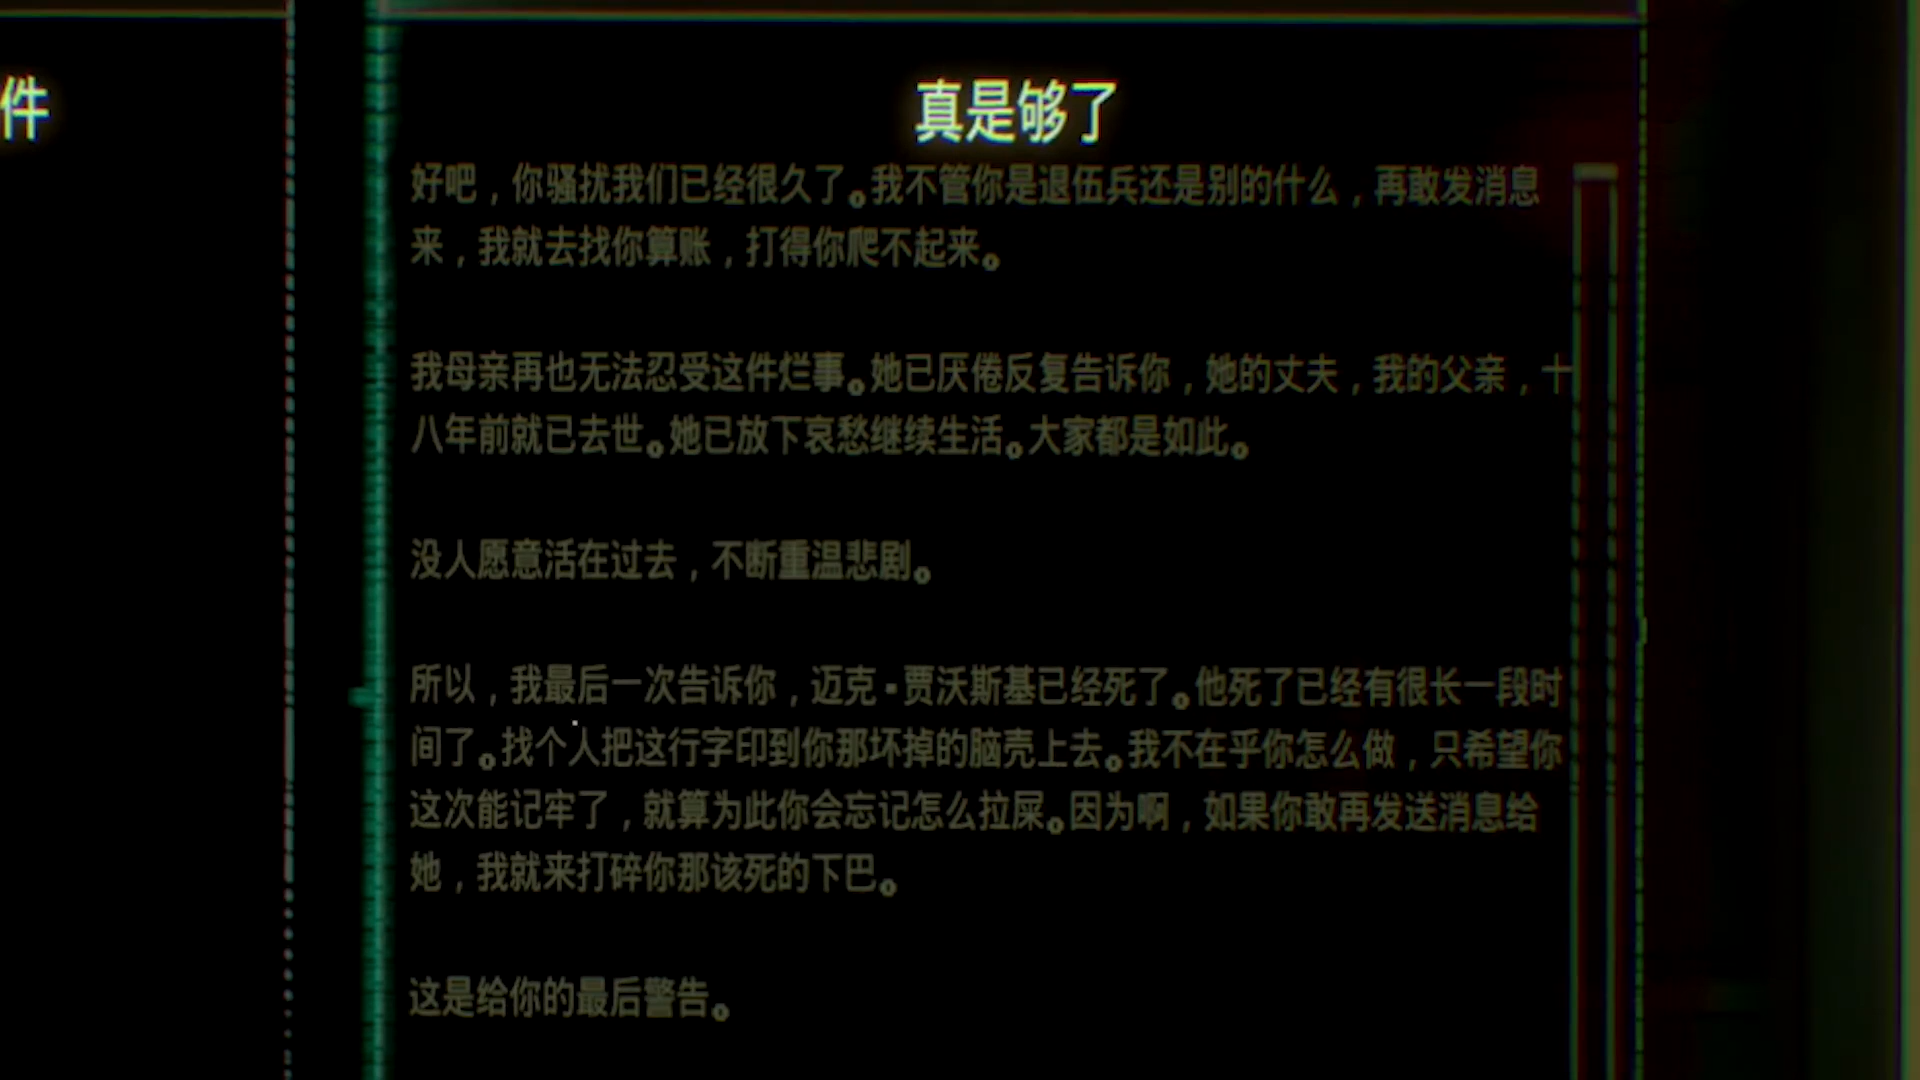 件
真是够了
好吧，你骚扰我们已经很久了。我不管你是退伍兵还是别的什么，再敢发消息
来，我就去找你算账，打得你爬不起来。
我母亲再也无法忍受这件烂事。她已厌倦反复告诉你，她的丈夫，我的父亲，十
八年前就已去世。她已放下哀愁继续生活。大家都是如此。
没人愿意活在过去，不断重温悲剧。
所以，我最后一次告诉你，迈克·贾沃斯基已经死了。他死了已经有很长一段时
间了。找个人把这行字印到你那坏掉的脑壳上去。我不在乎你怎么做，只希望你
这次能记牢了，就算为此你会忘记怎么拉屎。因为啊，如果你敢再发送消息给
她，我就来打碎你那该死的下巴。
这是给你的最后警告。